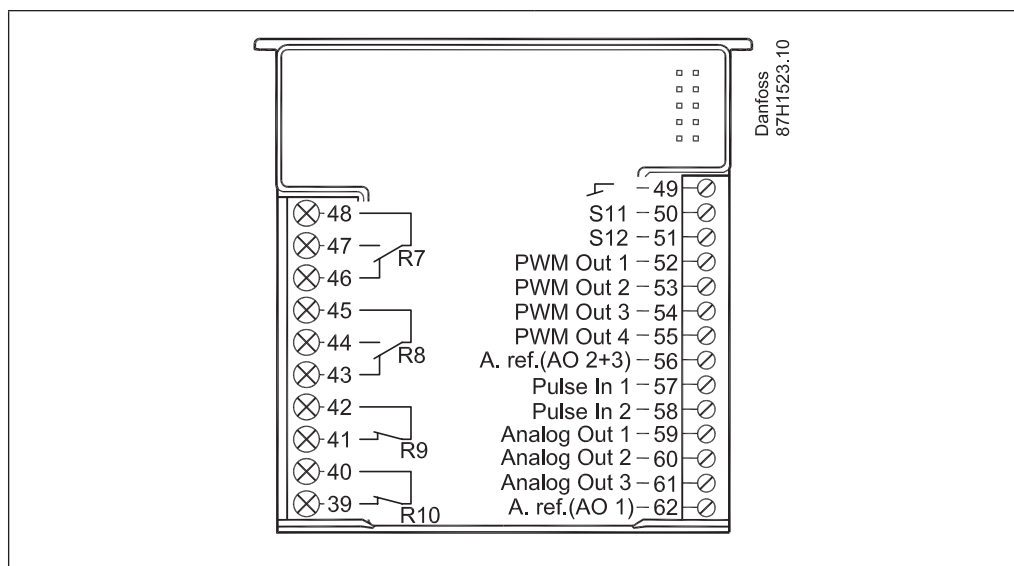 Danfoss
87H1523.10
48
47
R7
46
45
44
R8
43
42
41
R9
40
39
R10
49
S11 50
S12 51
PWM Out 1 52
PWM Out 2 53
PWM Out 3 54
PWM Out 4 55
A. ref.(AO 2+3) 56
Pulse In 1 57
Pulse In 2 58
Analog Out 1 59
Analog Out 2 60
Analog Out 3 61
A. ref.(AO 1) 62